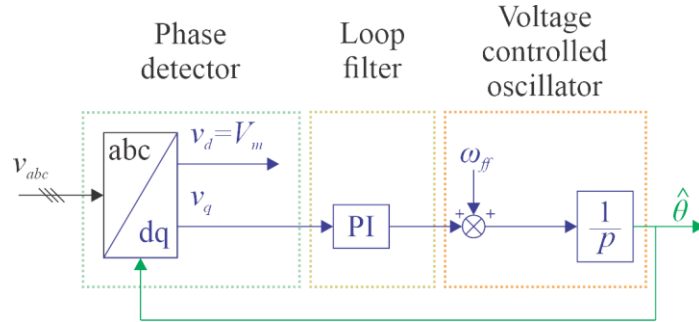 Phase
detector
Loop
filter
Voltage
controlled
oscillator
v_abc
abc
dq
v_d=V_m
v_q
PI
ω_ff
+
+
1
p
θ̂